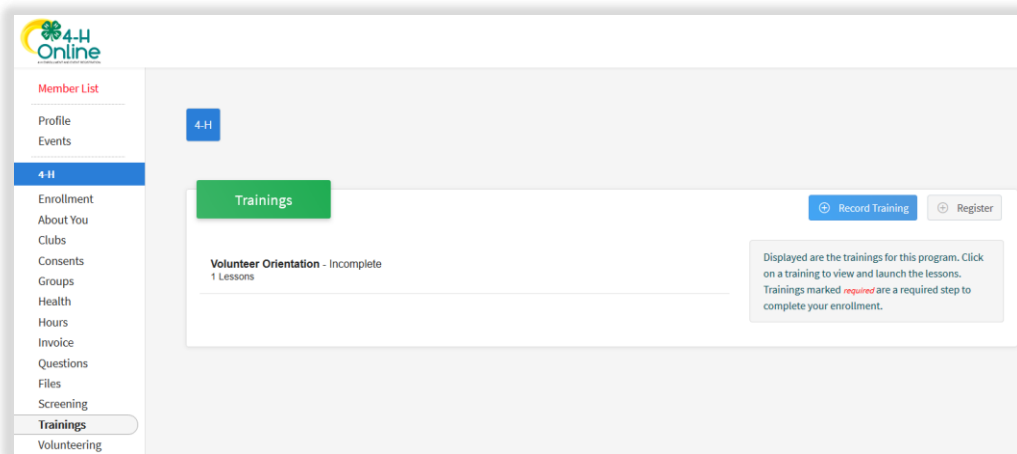 4-H
Online
Member List
Profile
Events
4-H
Enrollment
About You
Clubs
Consents
Groups
Health
Hours
Invoice
Questions
Files
Screening
Trainings
Volunteering
4-H
Trainings
Record Training
Register
Volunteer Orientation - Incomplete
1 Lessons
Displayed are the trainings for this program. Click
on a training to view and launch the lessons.
Trainings marked required are a required step to
complete your enrollment.